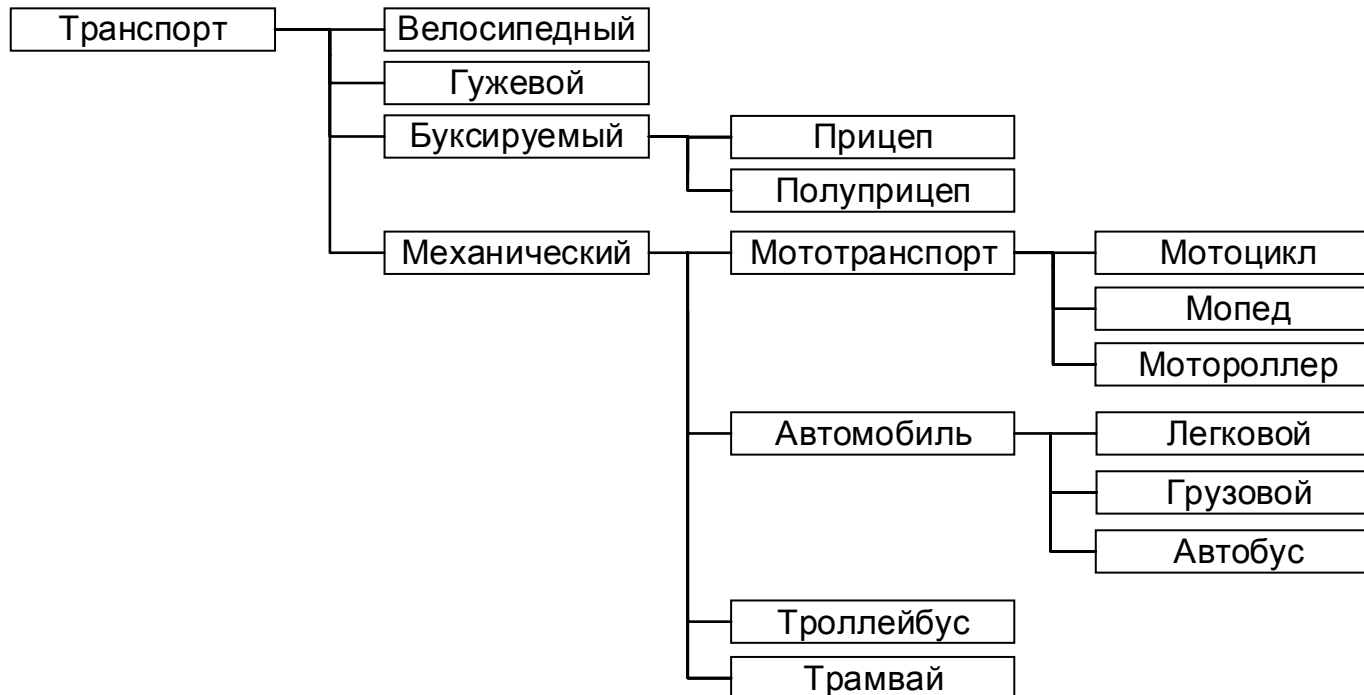 Транспорт
Велосипедный
Гужевой
Буксируемый
Прицеп
Полуприцеп
Механический
Мототранспорт
Мотоцикл
Мопед
Мотороллер
Автомобиль
Легковой
Грузовой
Автобус
Троллейбус
Трамвай